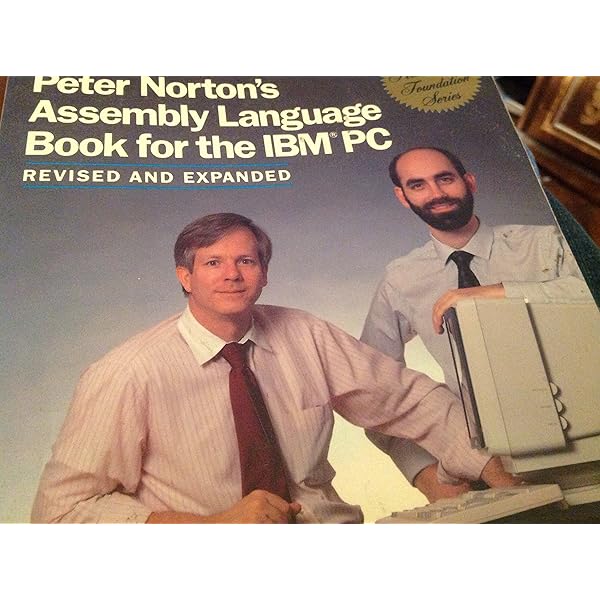 Peter Norton's
Assembly Language
Book for the IBM® PC
REVISED AND EXPANDED
Foundation
Series